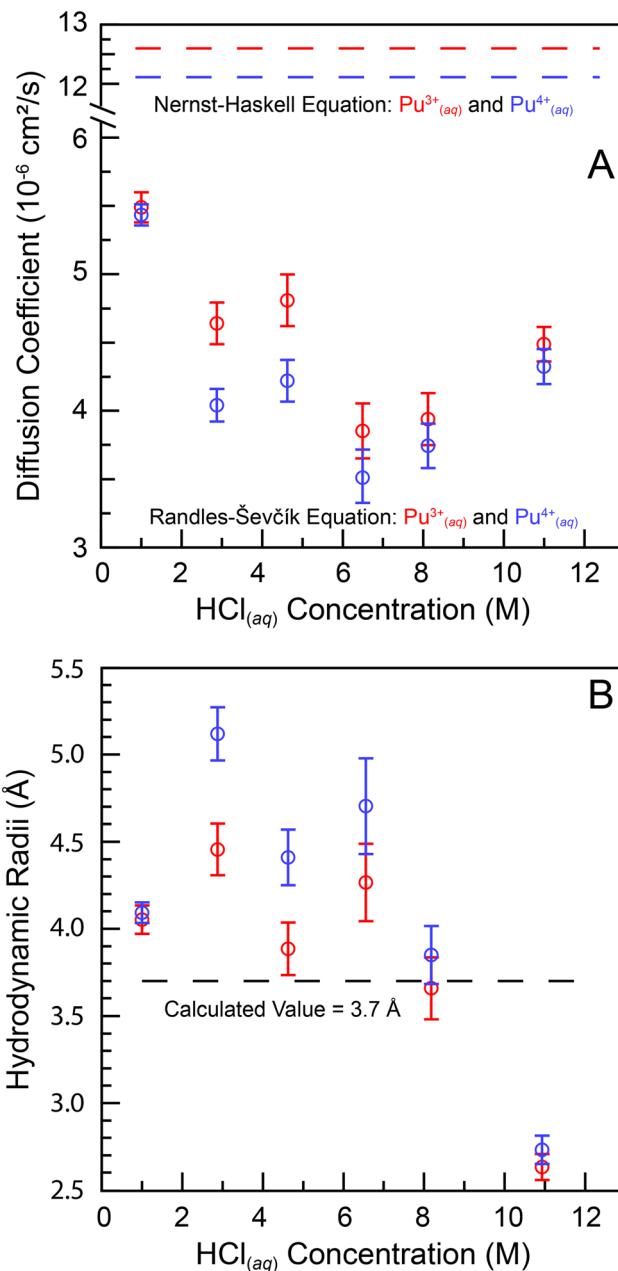 13
12
Nernst-Haskell Equation: Pu³⁺(aq) and Pu⁴⁺(aq)
6
A
5
4
Randles-Ševčík Equation: Pu³⁺(aq) and Pu⁴⁺(aq)
3
0 2 4 6 8 10 12
HCl(aq) Concentration (M)
Diffusion Coefficient (10⁻⁶ cm²/s)
5.5
B
5.0
4.5
4.0
3.5
Calculated Value = 3.7 Å
3.0
2.5
0 2 4 6 8 10 12
HCl(aq) Concentration (M)
Hydrodynamic Radii (Å)